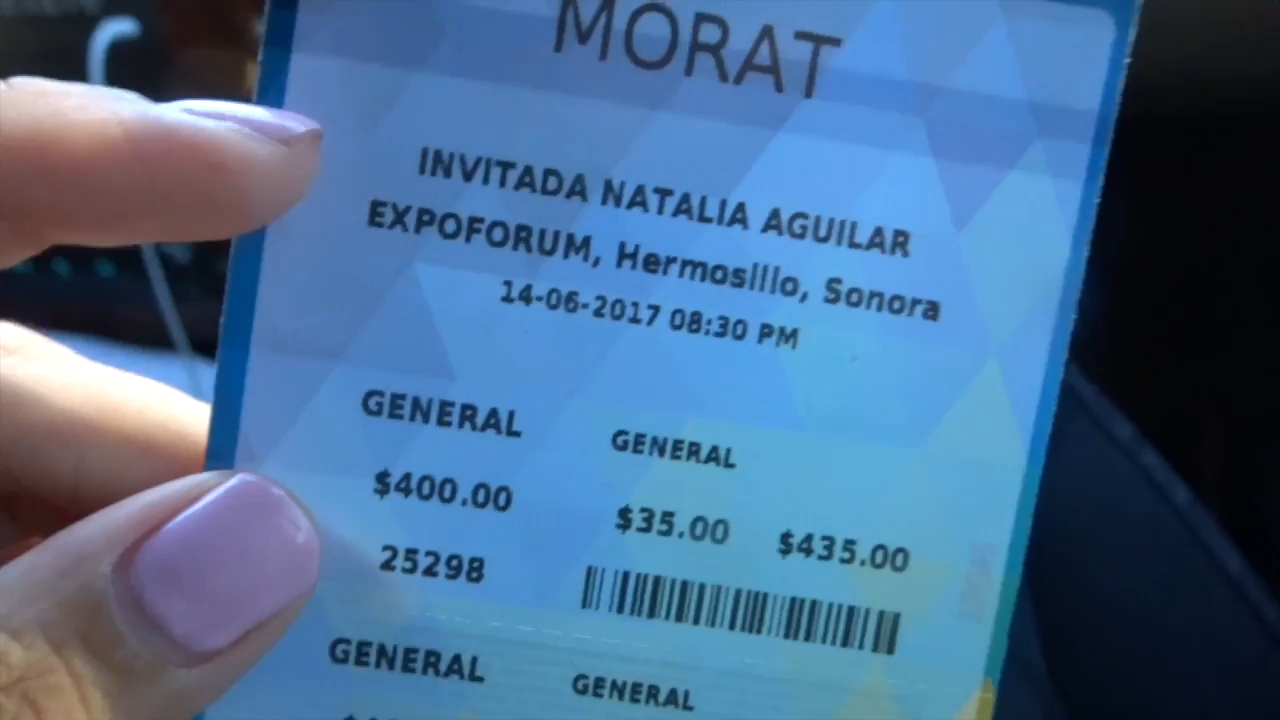 MORAT
INVITADA NATALIA AGUILAR
EXPOFORUM, Hermosillo, Sonora
14-06-2017 08:30 PM
GENERAL GENERAL
$400.00 $35.00 $435.00
25298
GENERAL GENERAL